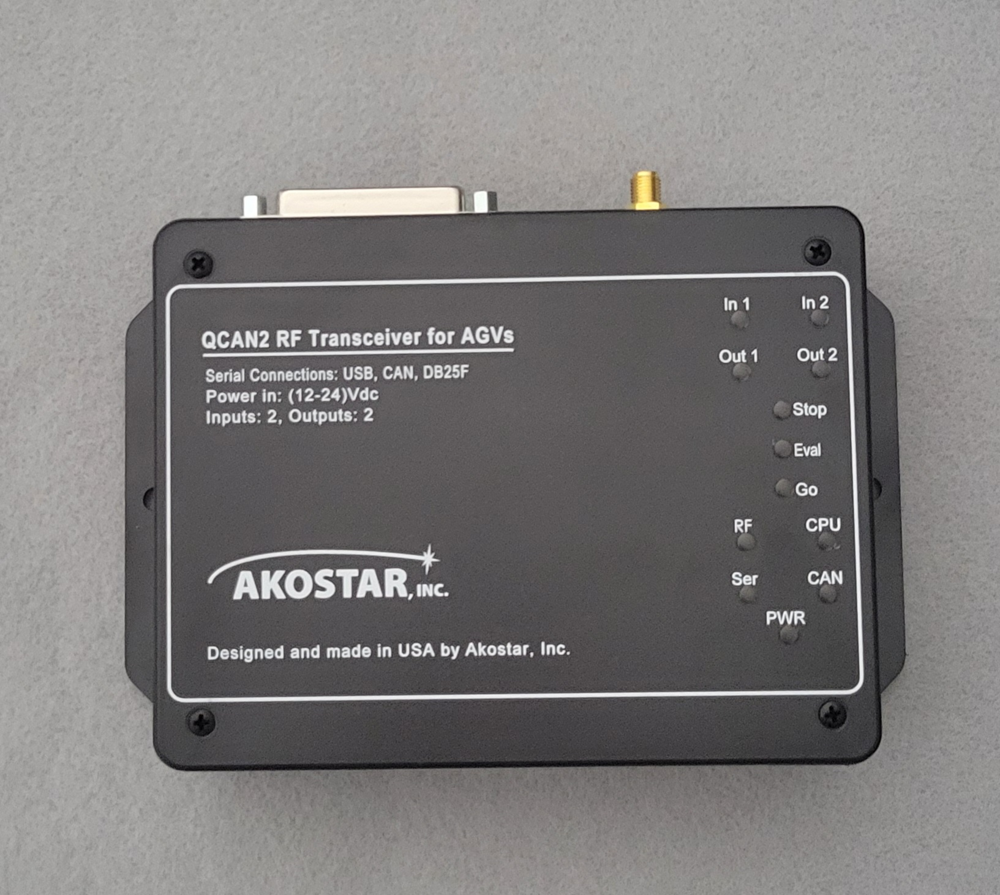 QCAN2 RF Transceiver for AGVs
Serial Connections: USB, CAN, DB25F
Power in: (12-24)Vdc
Inputs: 2, Outputs: 2
AKOSTAR, INC.
Designed and made in USA by Akostar, Inc.
In 1 In 2
Out 1 Out 2
Stop
Eval
Go
RF CPU
Ser CAN
PWR